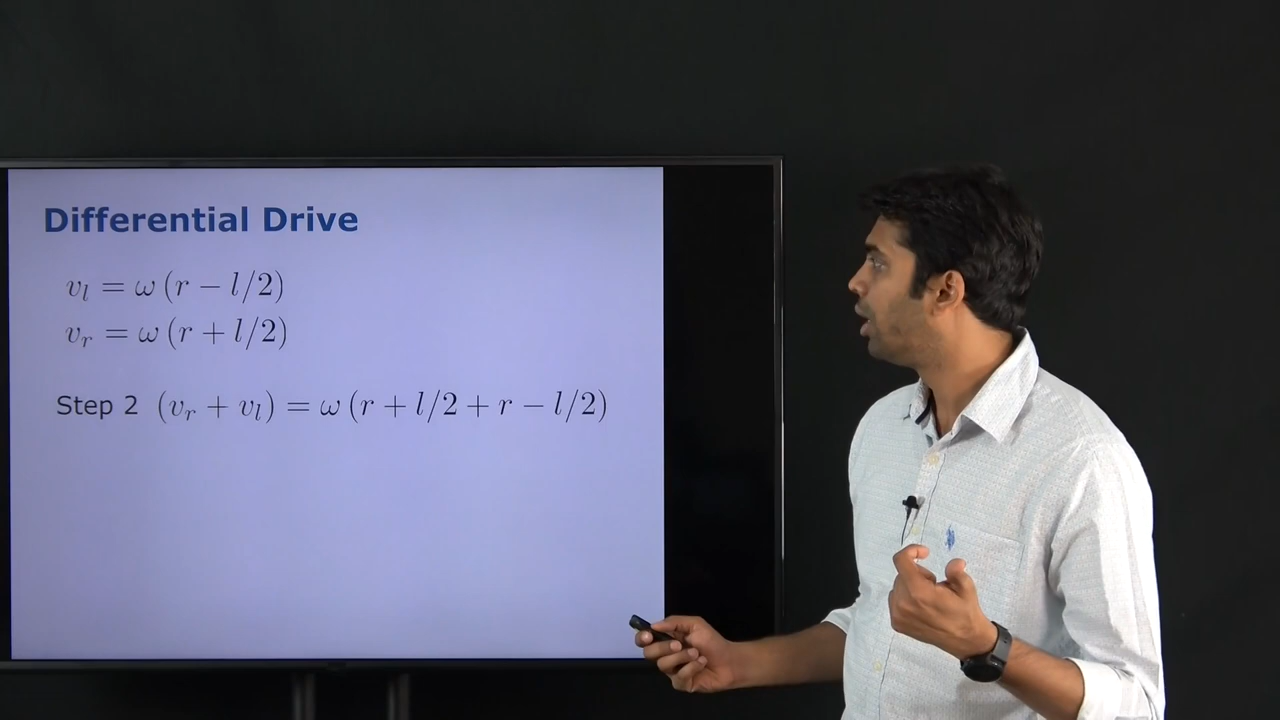 Differential Drive
v_l = ω (r − l/2)
v_r = ω (r + l/2)
Step 2 (v_r + v_l) = ω (r + l/2 + r − l/2)